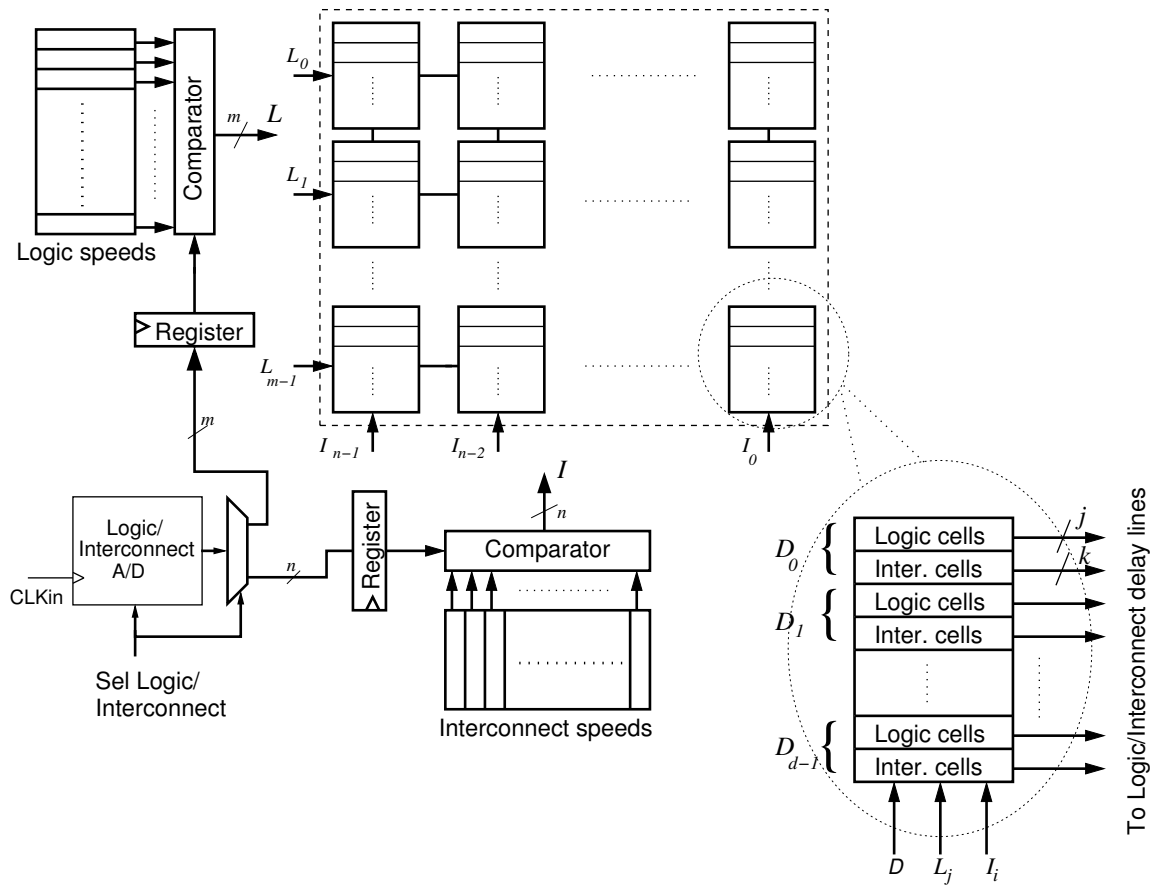 Comparator
Logic speeds
m
L
Register
m
L0
L1
Lm-1
In-1
In-2
I0
Logic/
Interconnect
A/D
CLKin
Sel Logic/
Interconnect
n
Register
I
n
Comparator
Interconnect speeds
D0
Logic cells
j
Inter. cells
k
D1
Logic cells
Inter. cells
Dd-1
Logic cells
Inter. cells
D
Lj
Ii
To Logic/Interconnect delay lines